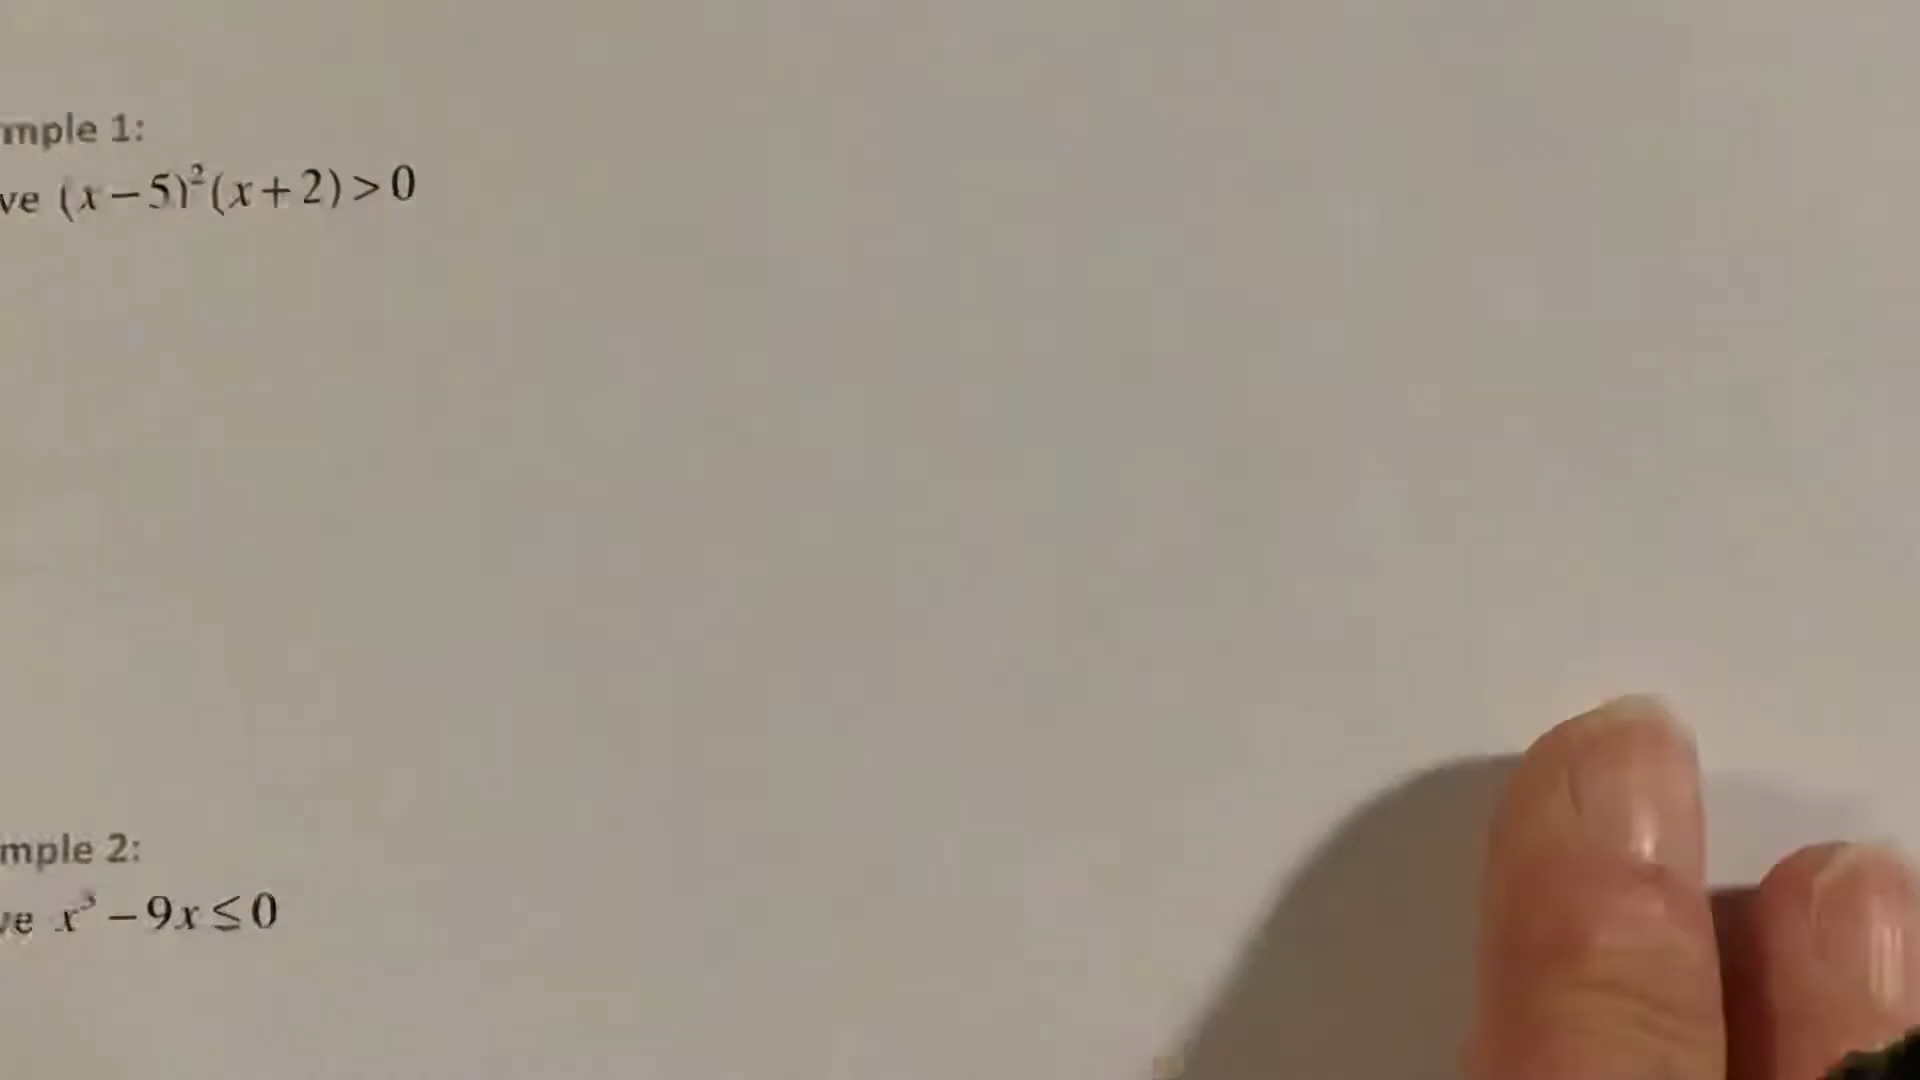 mple 1:
ve (x−5)²(x+2)>0
mple 2:
ve x³−9x≤0